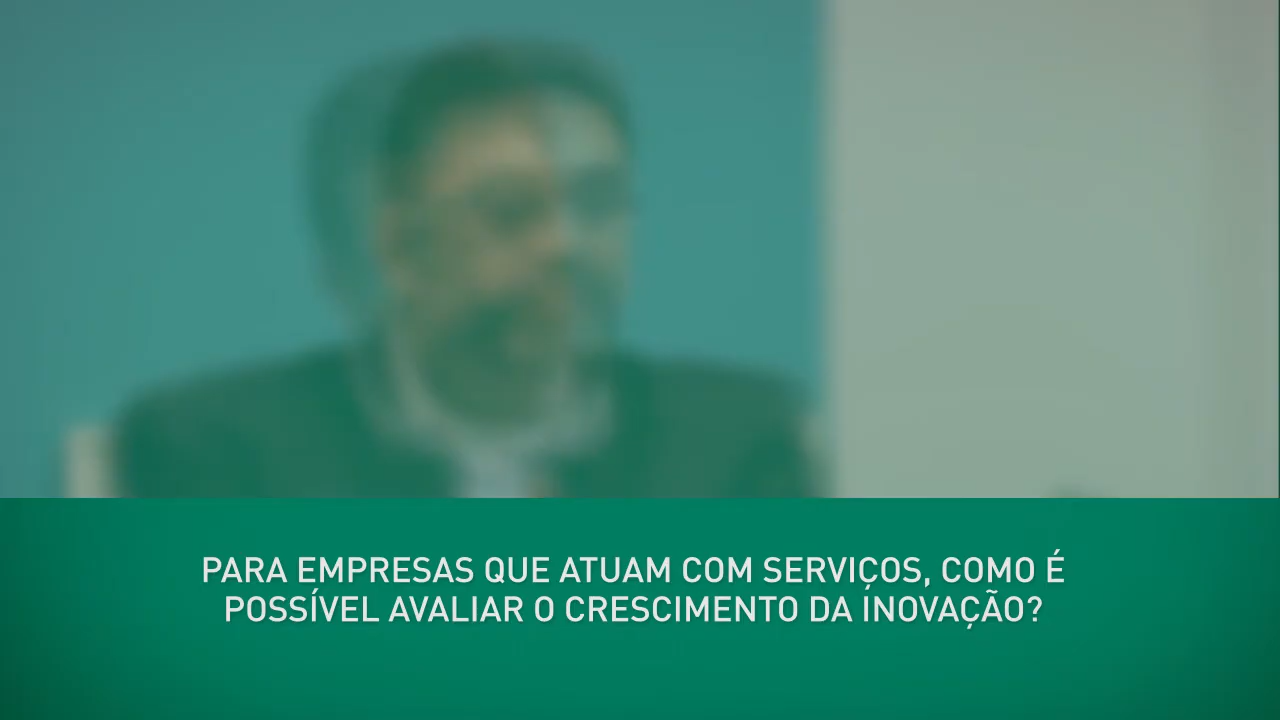 PARA EMPRESAS QUE ATUAM COM SERVIÇOS, COMO É
POSSÍVEL AVALIAR O CRESCIMENTO DA INOVAÇÃO?